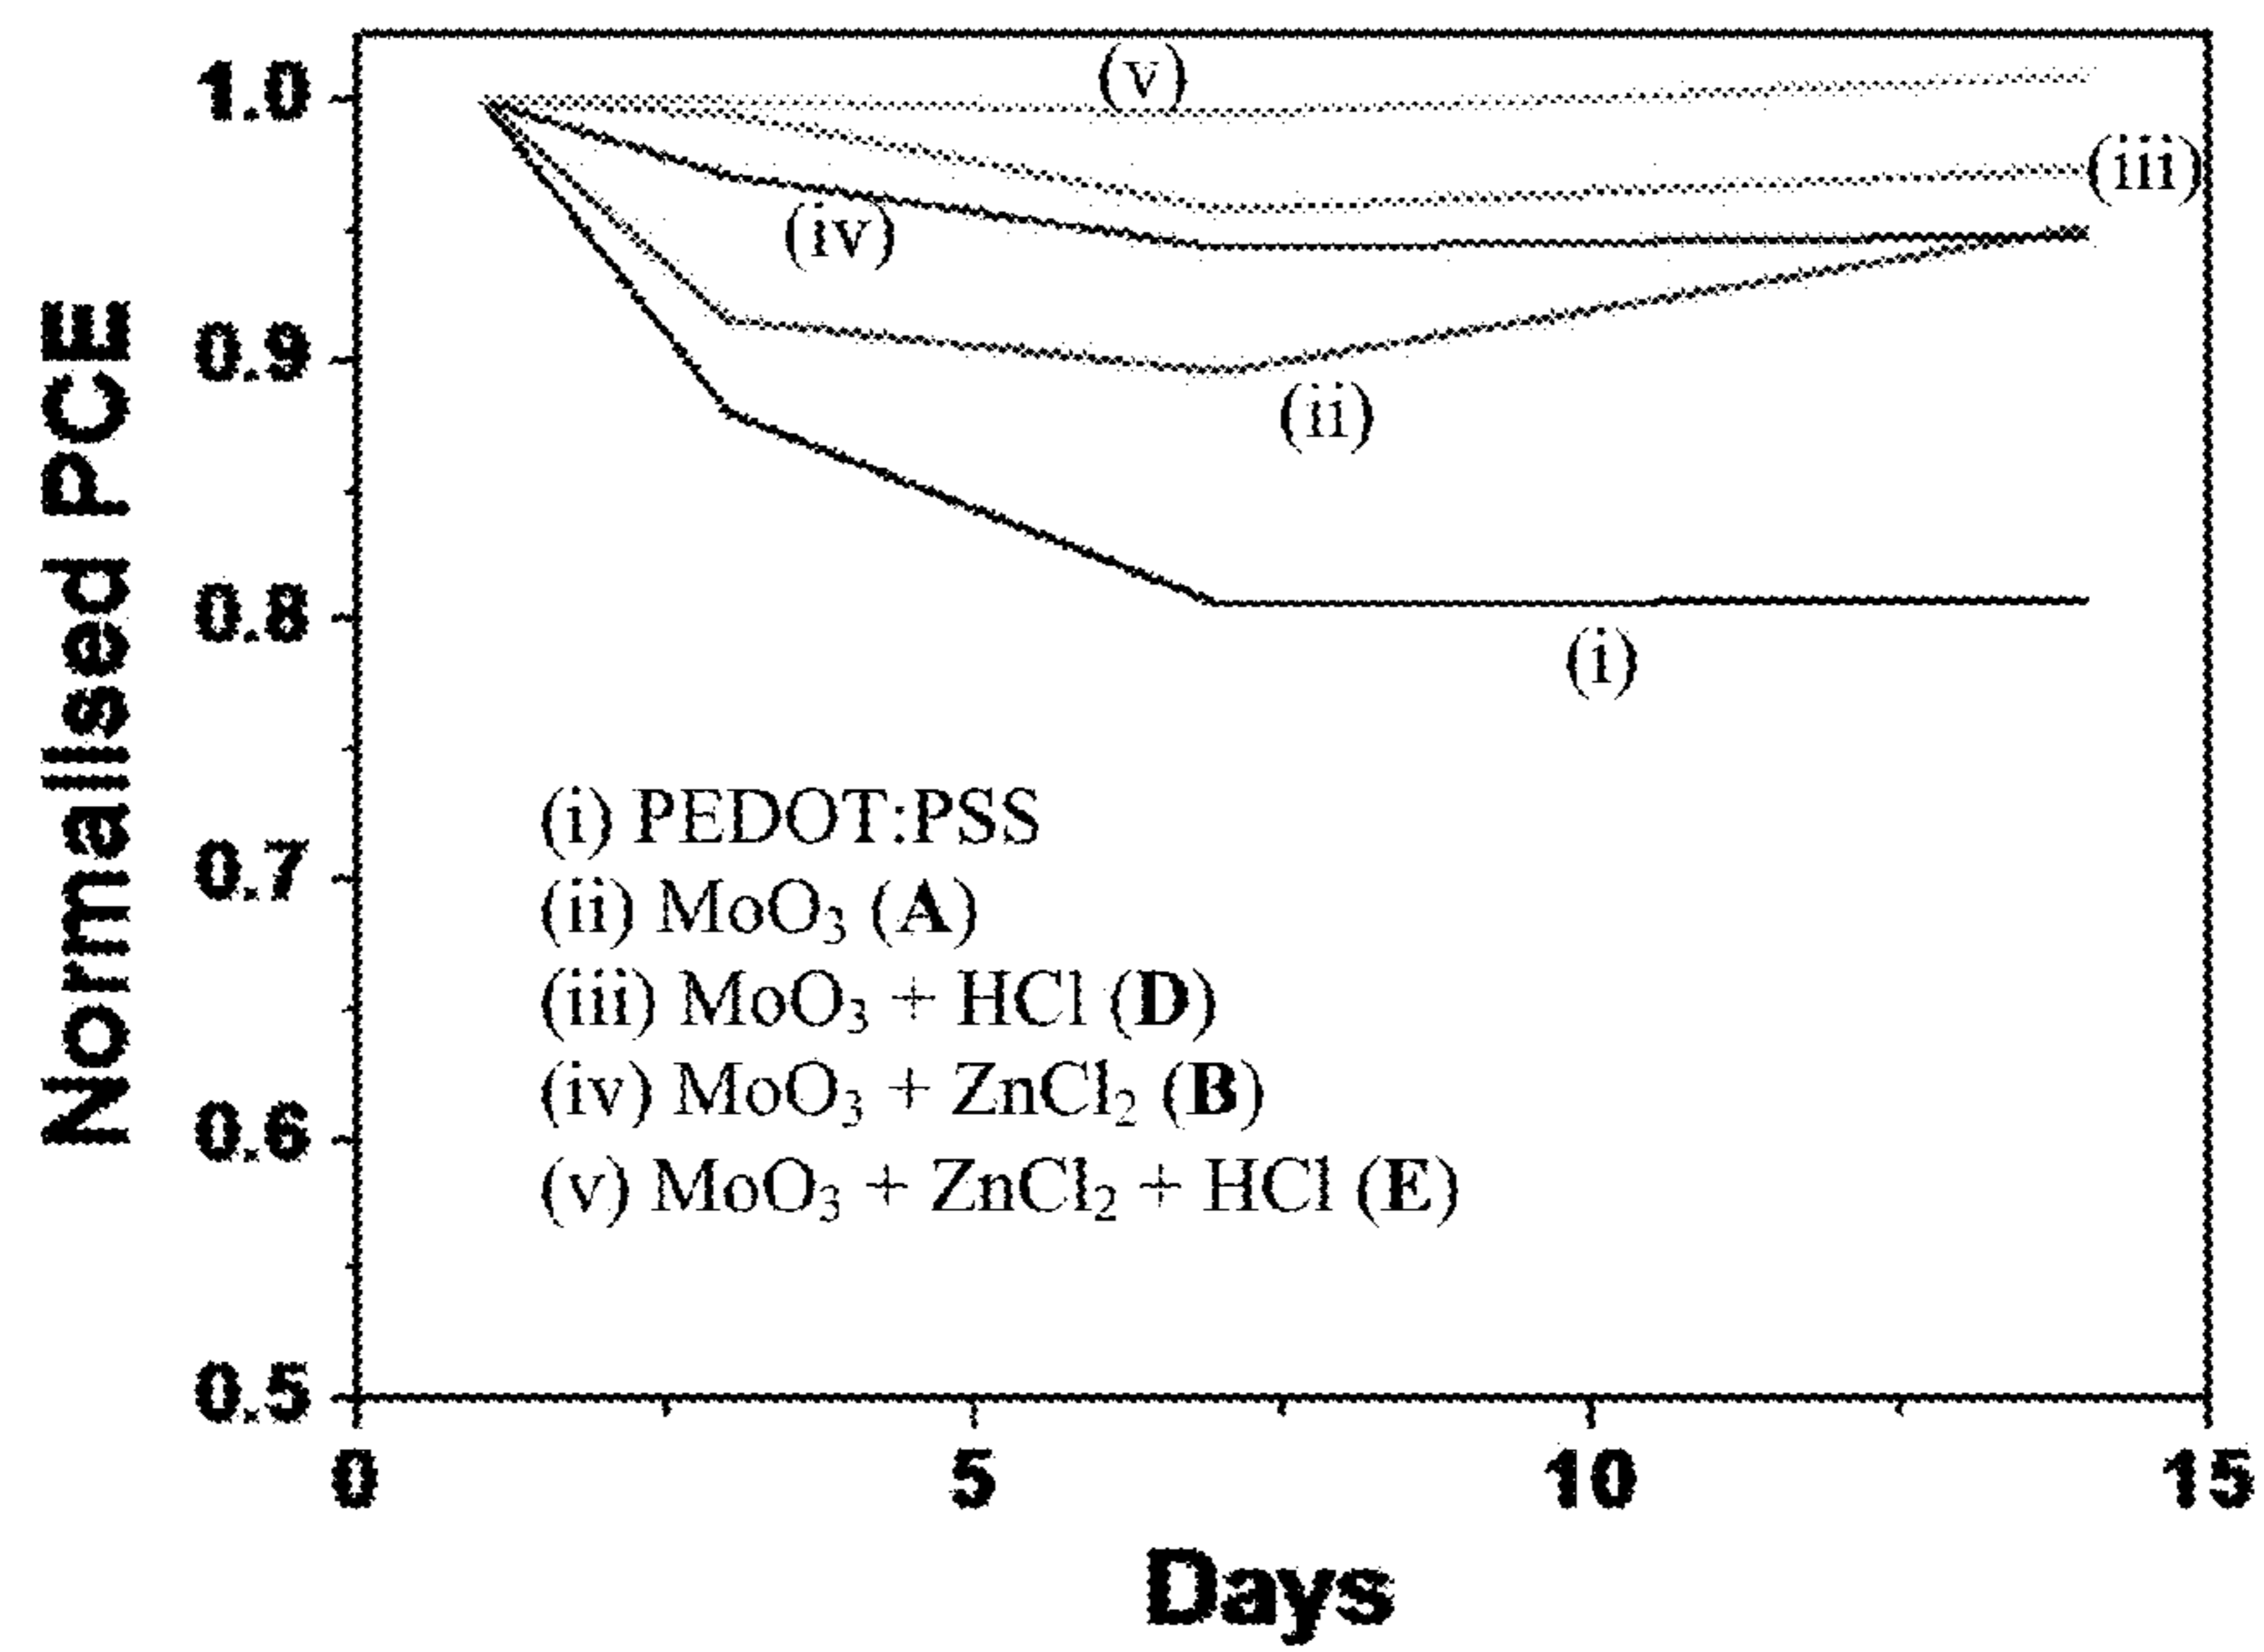 Normalised PCE
1.0
0.9
0.8
0.7
0.6
0.5
(v)
(iii)
(iv)
(ii)
(i)
(i) PEDOT:PSS
(ii) MoO₃ (A)
(iii) MoO₃ + HCl (D)
(iv) MoO₃ + ZnCl₂ (B)
(v) MoO₃ + ZnCl₂ + HCl (E)
0 5 10 15
Days